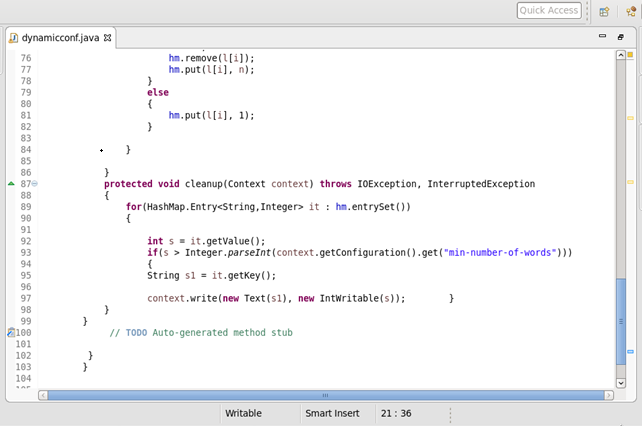 Quick Access
dynamicconf.java
76 hm.remove(l[i]);
77 hm.put(l[i], n);
78 }
79 else
80 {
81 hm.put(l[i], 1);
82 }
83
84 }
85
86 }
87 protected void cleanup(Context context) throws IOException, InterruptedException
88 {
89 for(HashMap.Entry<String,Integer> it : hm.entrySet())
90 {
91
92 int s = it.getValue();
93 if(s > Integer.parseInt(context.getConfiguration().get("min-number-of-words")))
94 {
95 String s1 = it.getKey();
96
97 context.write(new Text(s1), new IntWritable(s)); }
98 }
99 }
100 // TODO Auto-generated method stub
101
102 }
103 }
104
Writable Smart Insert 21 : 36